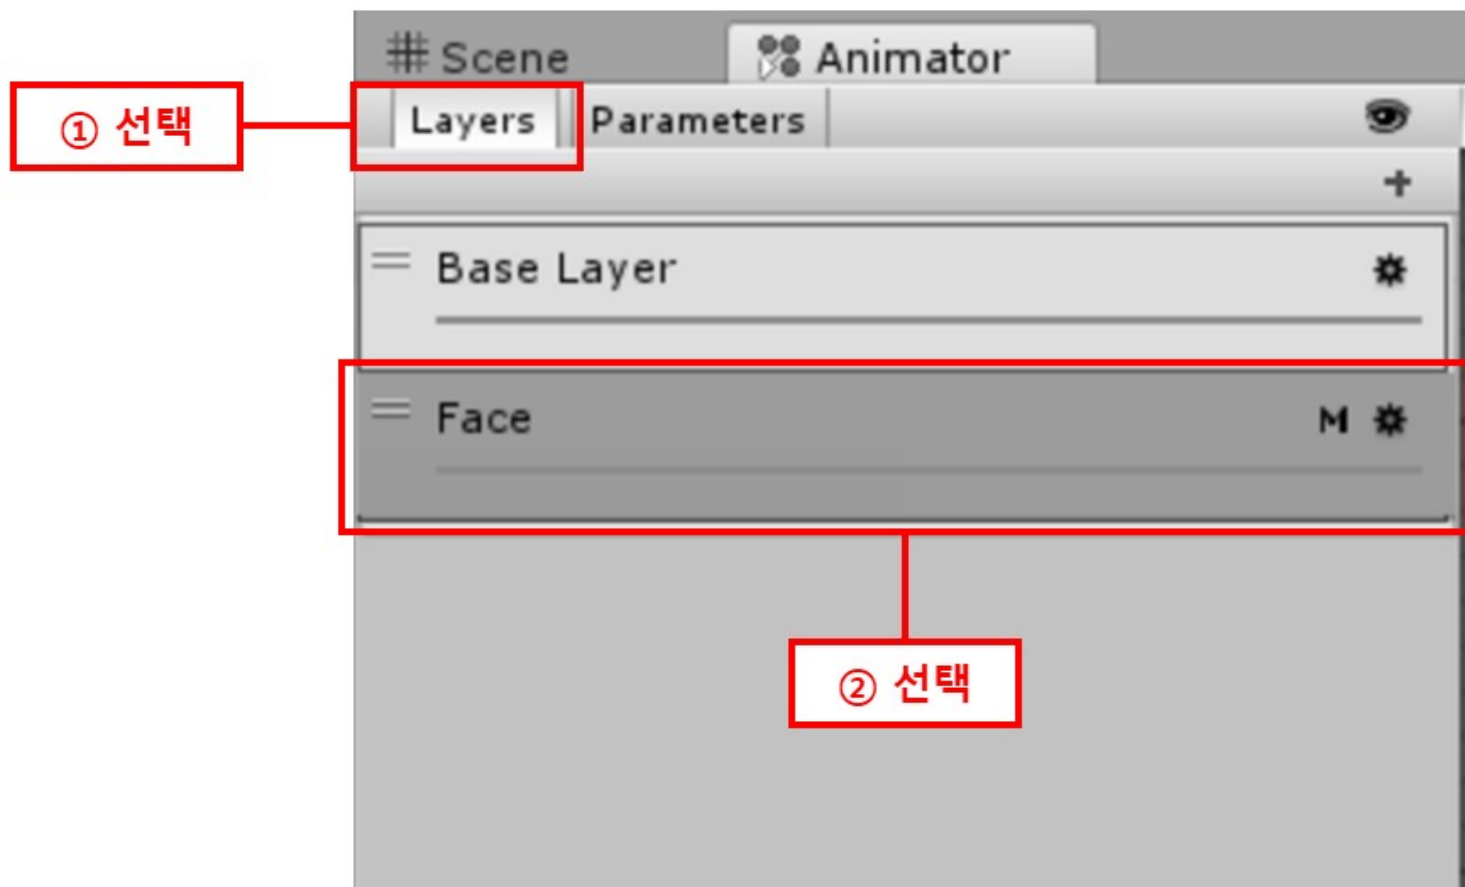 Scene Animator
① 선택
Layers Parameters
+
Base Layer
Face M
② 선택